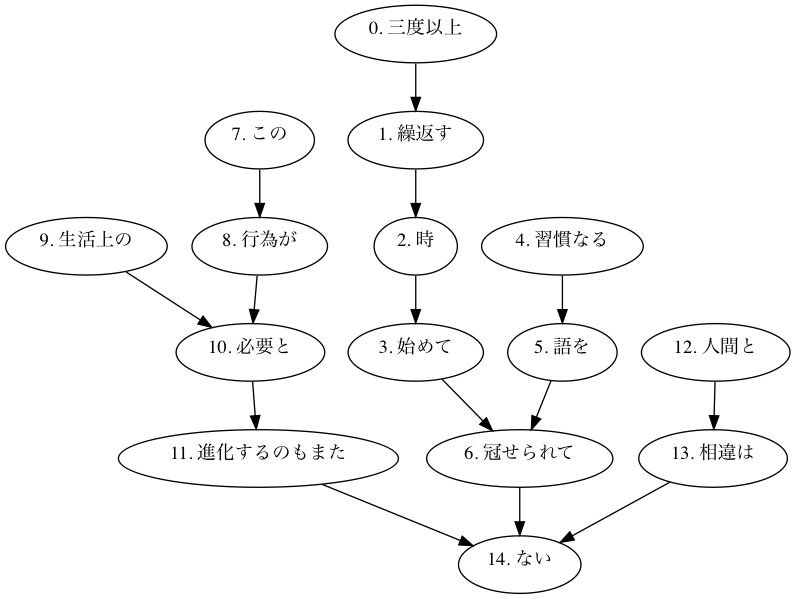 0. 三度以上
7. この
1. 繰返す
9. 生活上の
8. 行為が
2. 時
4. 習慣なる
10. 必要と
3. 始めて
5. 語を
12. 人間と
11. 進化するのもまた
6. 冠せられて
13. 相違は
14. ない